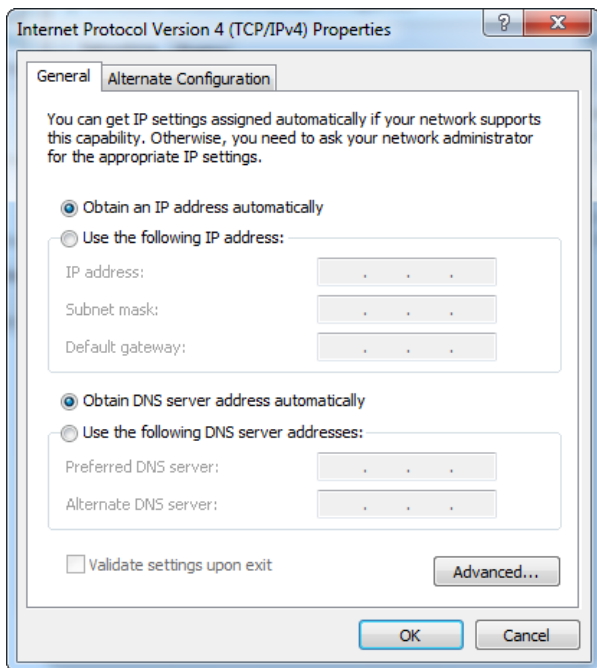 Internet Protocol Version 4 (TCP/IPv4) Properties
General
Alternate Configuration
You can get IP settings assigned automatically if your network supports
this capability. Otherwise, you need to ask your network administrator
for the appropriate IP settings.
Obtain an IP address automatically
Use the following IP address:
IP address: . . .
Subnet mask: . . .
Default gateway: . . .
Obtain DNS server address automatically
Use the following DNS server addresses:
Preferred DNS server: . . .
Alternate DNS server: . . .
Validate settings upon exit
Advanced...
OK
Cancel